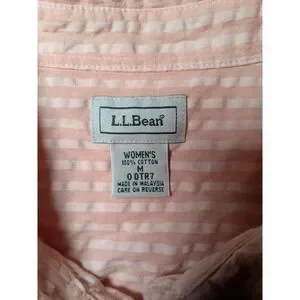 L.L.Bean®
WOMEN'S
100% COTTON
M
0 DTR7
MADE IN MALAYSIA
CARE ON REVERSE